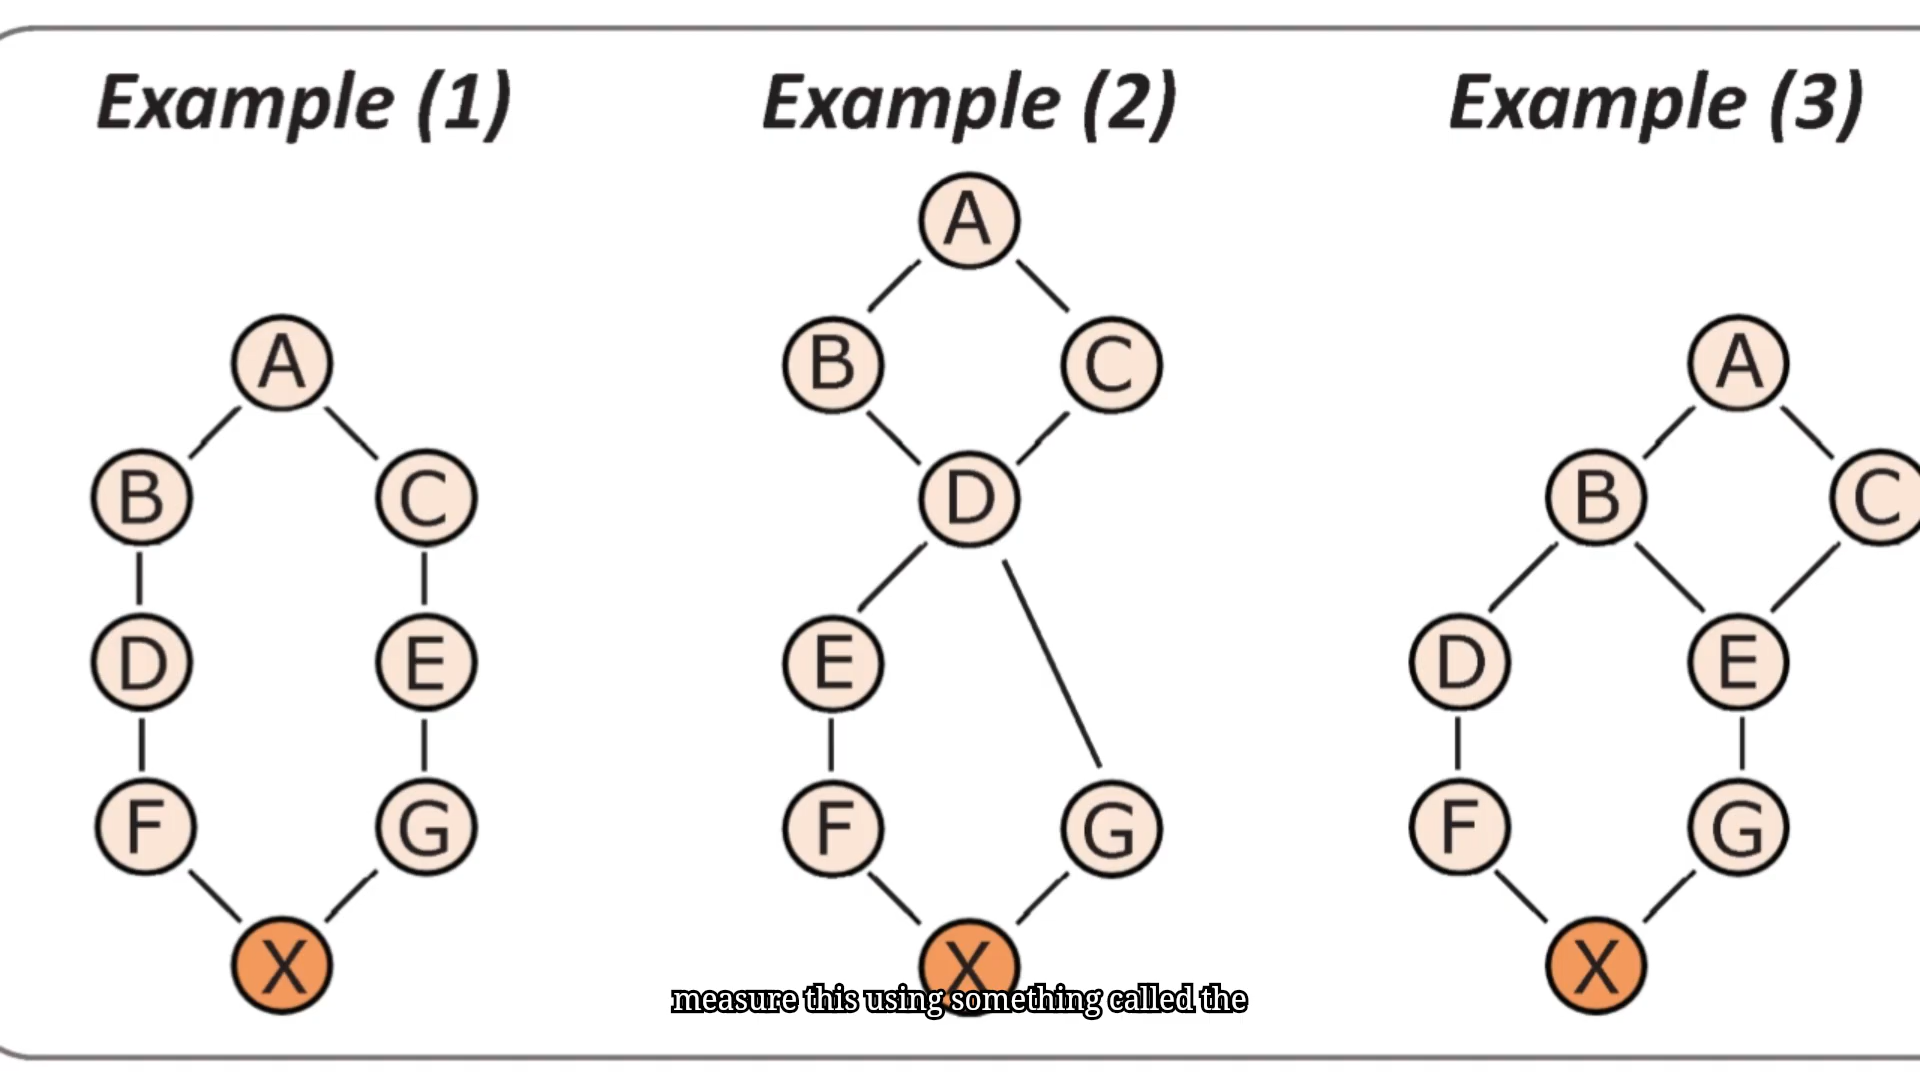 Example (1) Example (2) Example (3)
A
A A
B C
B C B C
D
D E E D E
F G F G F G
X X X
measure this using something called the